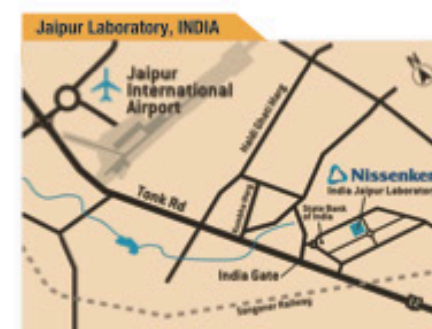 Jaipur Laboratory, INDIA
Jaipur
International
Airport
N
Haldi Ghati Marg
Nissenken
India Jaipur Laborator
State Bank
of India
Tonk Rd
India Gate
Sanganer Railway
12